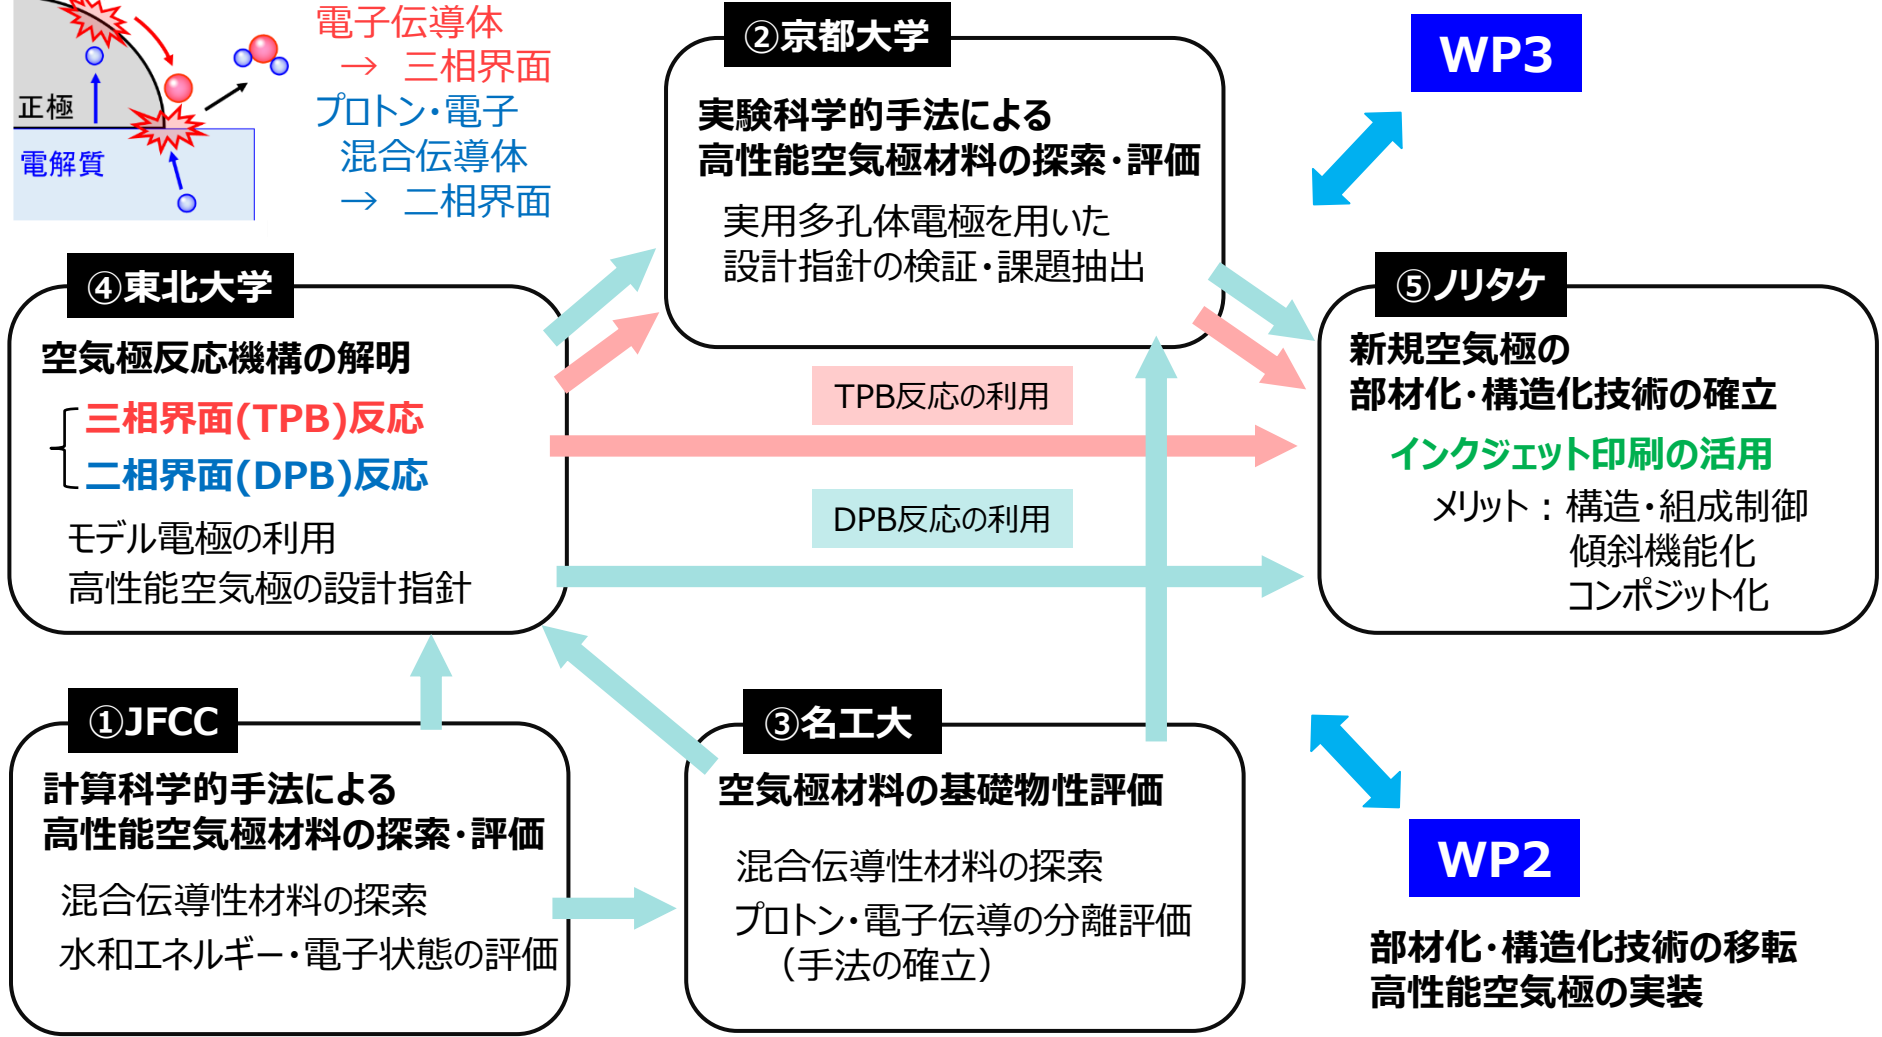 電子伝導体
→ 三相界面
プロトン・電子
混合伝導体
→ 二相界面
正極
電解質
②京都大学
実験科学的手法による
高性能空気極材料の探索・評価
実用多孔体電極を用いた
設計指針の検証・課題抽出
WP3
④東北大学
空気極反応機構の解明
三相界面(TPB)反応
二相界面(DPB)反応
モデル電極の利用
高性能空気極の設計指針
TPB反応の利用
DPB反応の利用
⑤ノリタケ
新規空気極の
部材化・構造化技術の確立
インクジェット印刷の活用
メリット：構造・組成制御
傾斜機能化
コンポジット化
①JFCC
計算科学的手法による
高性能空気極材料の探索・評価
混合伝導性材料の探索
水和エネルギー・電子状態の評価
③名工大
空気極材料の基礎物性評価
混合伝導性材料の探索
プロトン・電子伝導の分離評価
（手法の確立）
WP2
部材化・構造化技術の移転
高性能空気極の実装